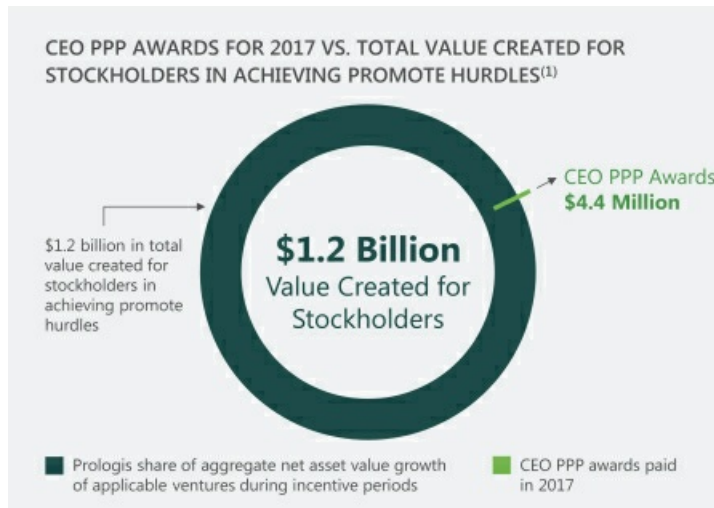 CEO PPP AWARDS FOR 2017 VS. TOTAL VALUE CREATED FOR
STOCKHOLDERS IN ACHIEVING PROMOTE HURDLES(1)
CEO PPP Awards
$4.4 Million
$1.2 billion in total
value created for
stockholders in
achieving promote
hurdles
$1.2 Billion
Value Created for
Stockholders
Prologis share of aggregate net asset value growth
of applicable ventures during incentive periods
CEO PPP awards paid
in 2017